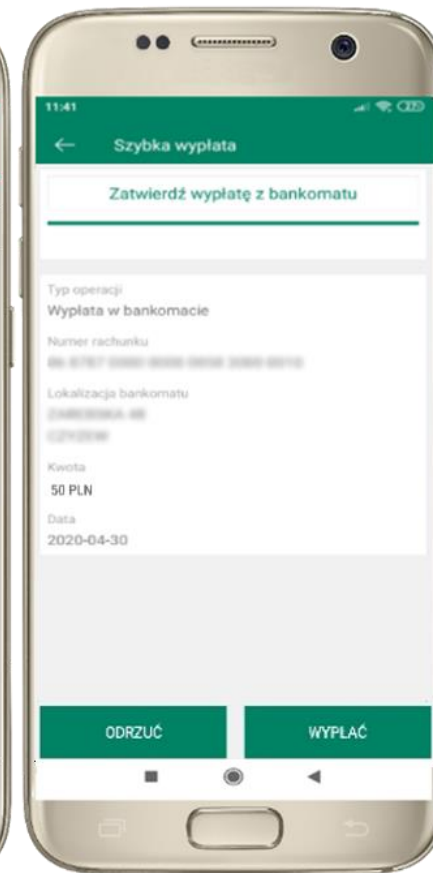 11:41
Szybka wypłata
Zatwierdź wypłatę z bankomatu
Typ operacji
Wypłata w bankomacie
Numer rachunku
Lokalizacja bankomatu
Kwota
50 PLN
Data
2020-04-30
ODRZUĆ WYPŁAĆ